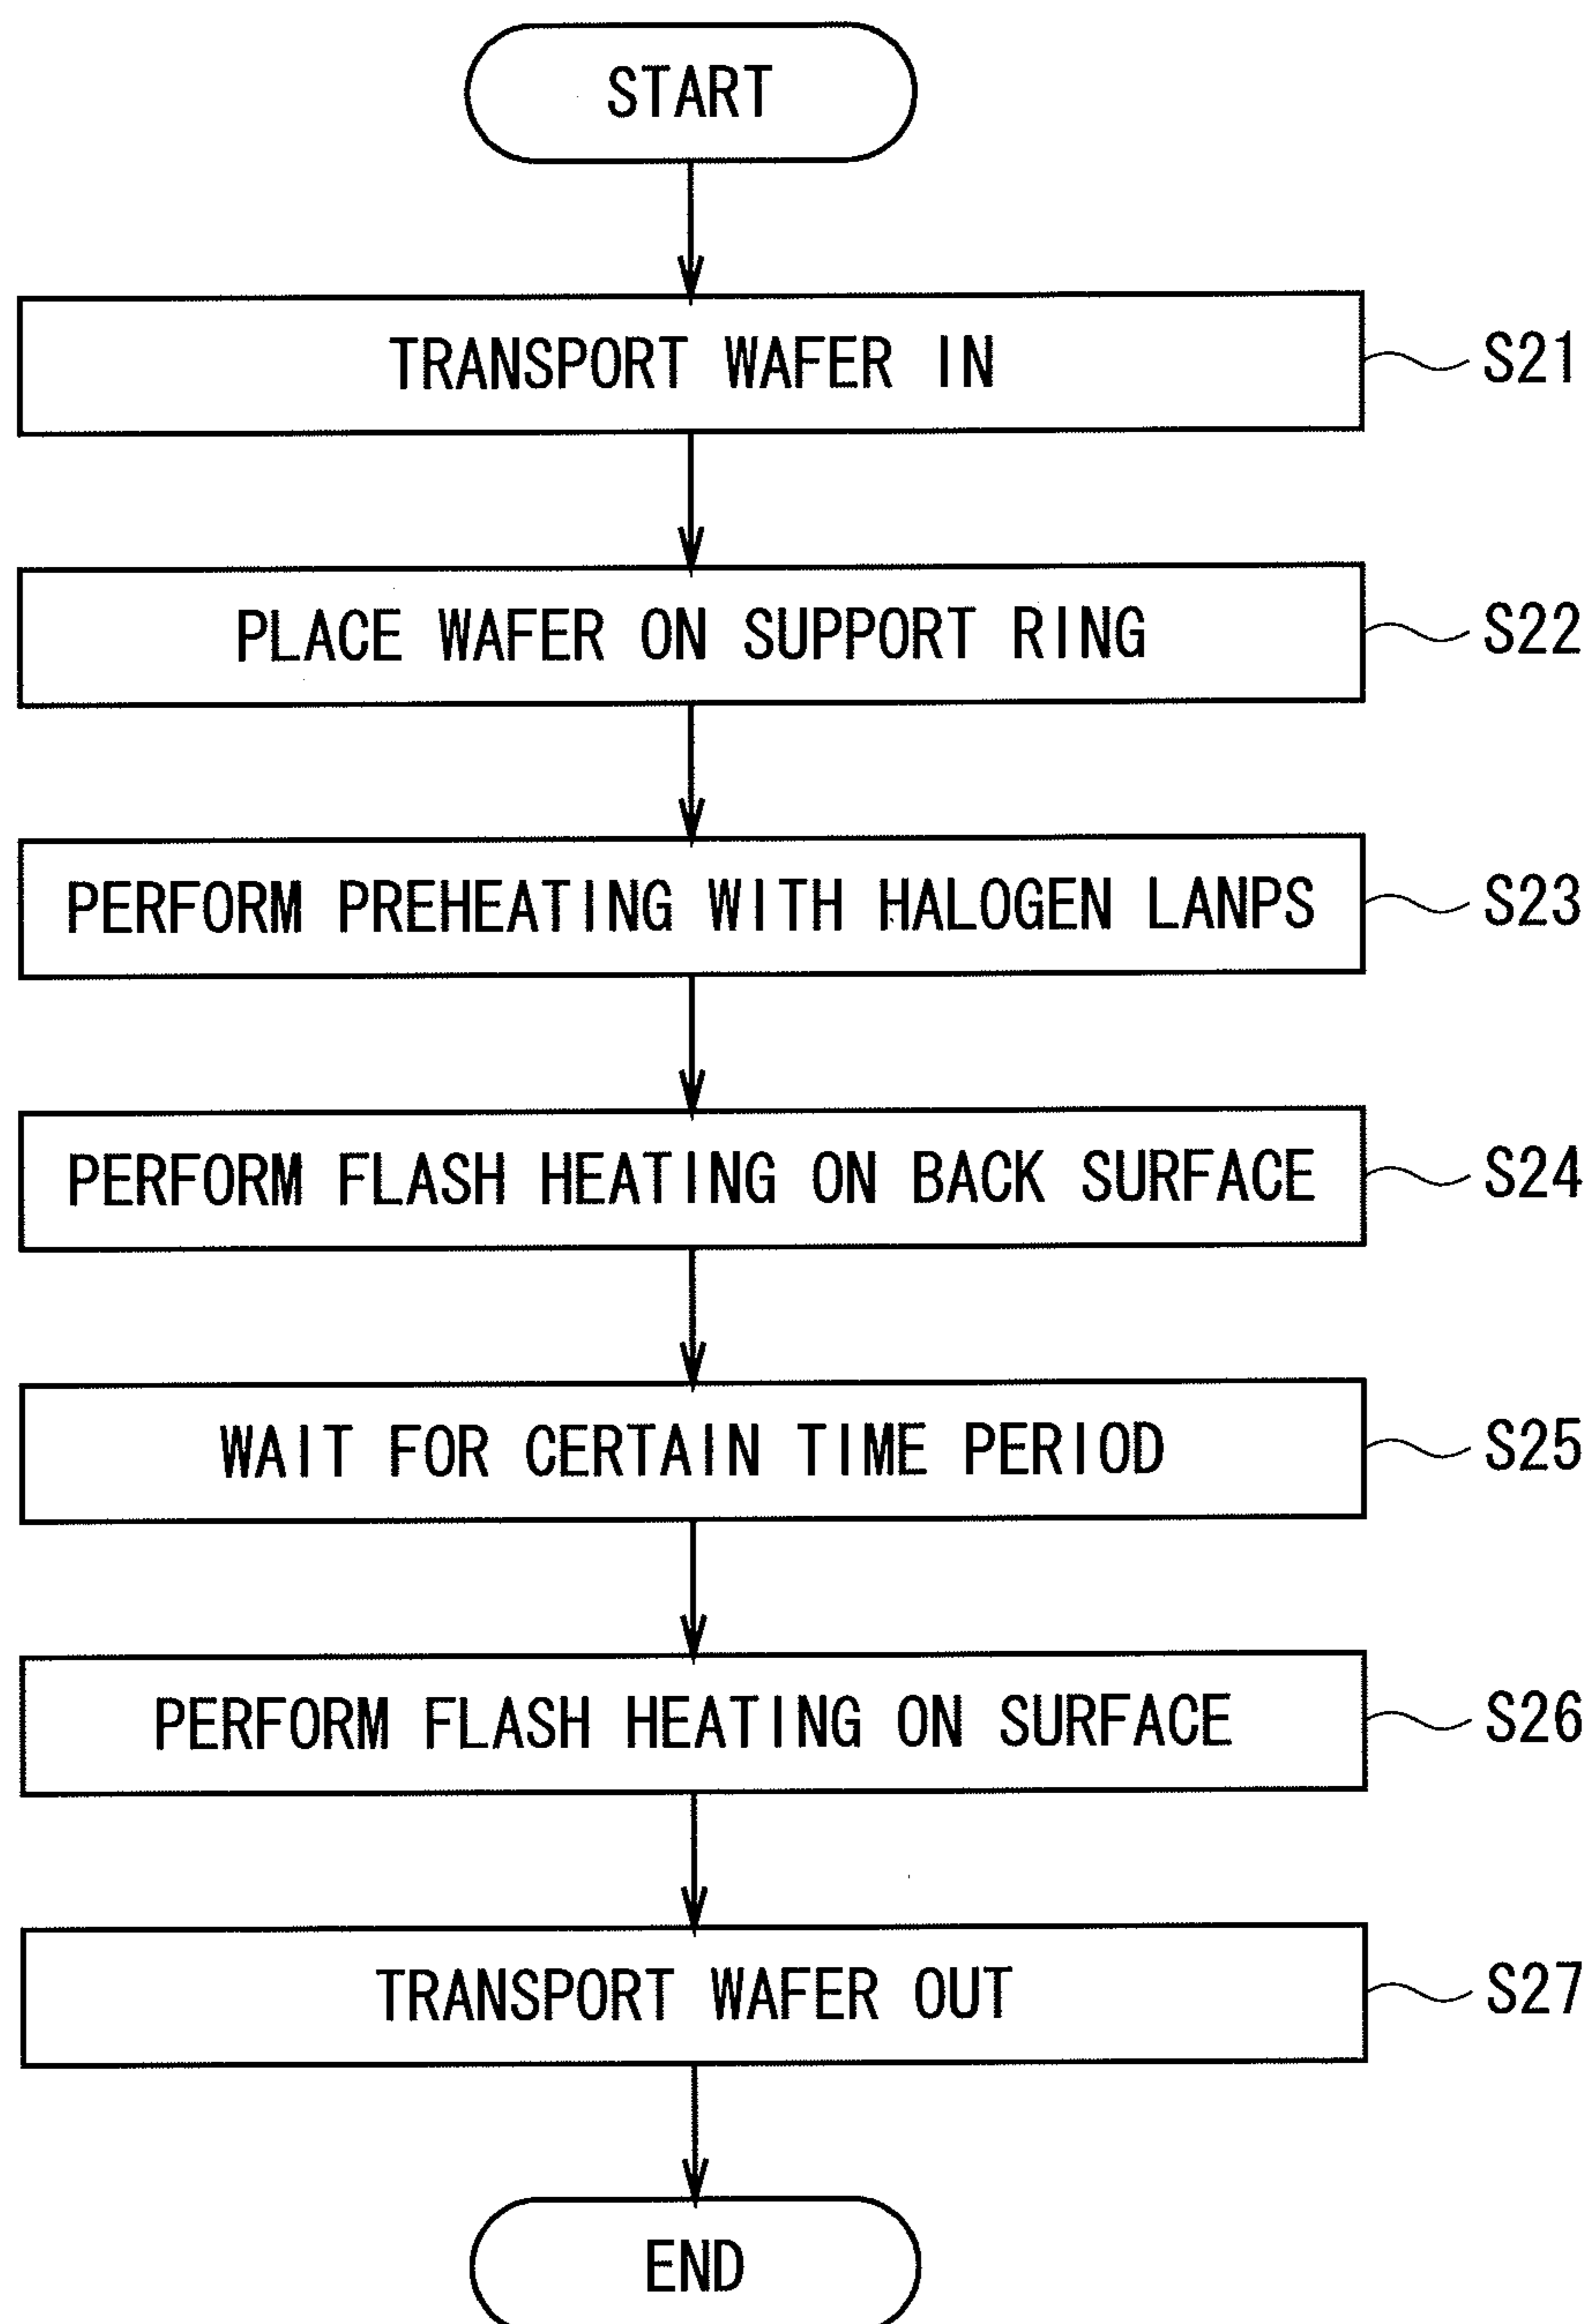 START
TRANSPORT WAFER IN
S21
PLACE WAFER ON SUPPORT RING
S22
PERFORM PREHEATING WITH HALOGEN LANPS
S23
PERFORM FLASH HEATING ON BACK SURFACE
S24
WAIT FOR CERTAIN TIME PERIOD
S25
PERFORM FLASH HEATING ON SURFACE
S26
TRANSPORT WAFER OUT
S27
END